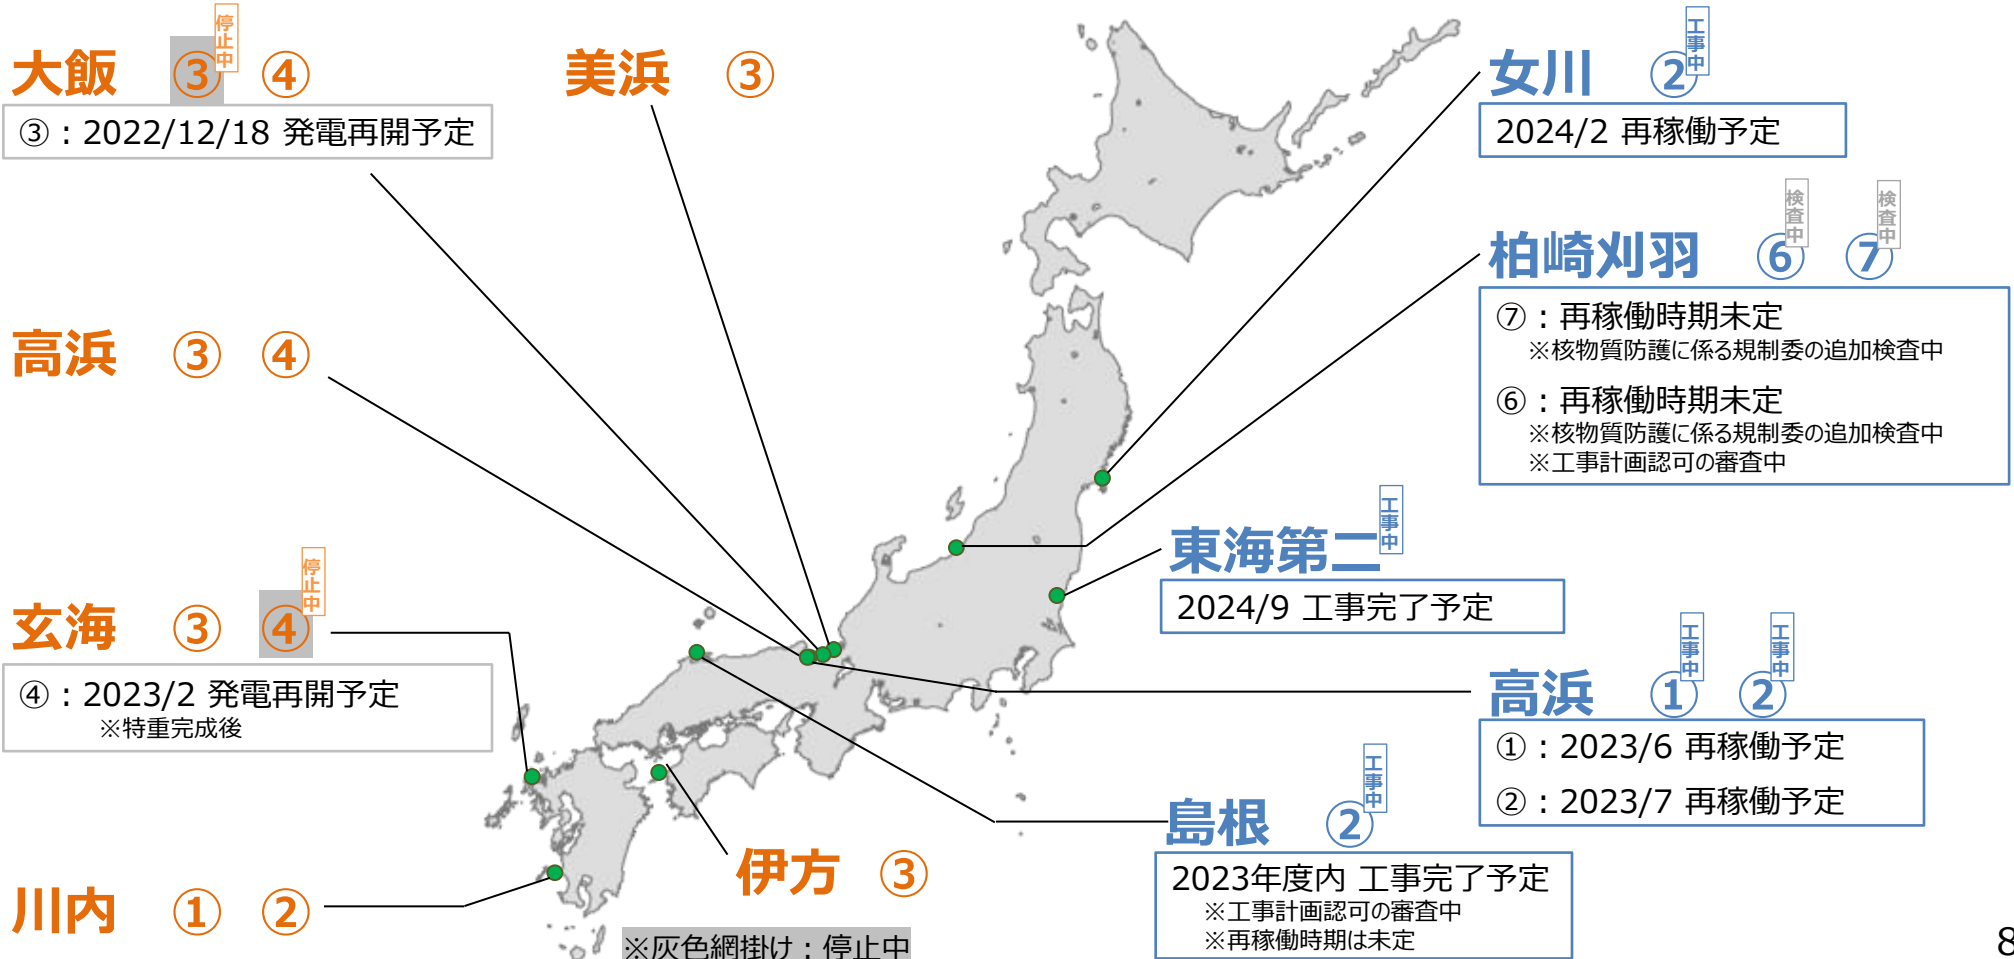 大飯 ③ 停止中 ④
③：2022/12/18 発電再開予定
美浜 ③
高浜 ③ ④
玄海 ③ ④ 停止中
④：2023/2 発電再開予定
※特重完成後
川内 ① ②
伊方 ③
※灰色網掛け：停止中
女川 ② 工事中
2024/2 再稼働予定
柏崎刈羽 ⑥ 検査中 ⑦ 検査中
⑦：再稼働時期未定
※核物質防護に係る規制委の追加検査中
⑥：再稼働時期未定
※核物質防護に係る規制委の追加検査中
※工事計画認可の審査中
東海第二 工事中
2024/9 工事完了予定
高浜 ① 工事中 ② 工事中
①：2023/6 再稼働予定
②：2023/7 再稼働予定
島根 ② 工事中
2023年度内 工事完了予定
※工事計画認可の審査中
※再稼働時期は未定
8